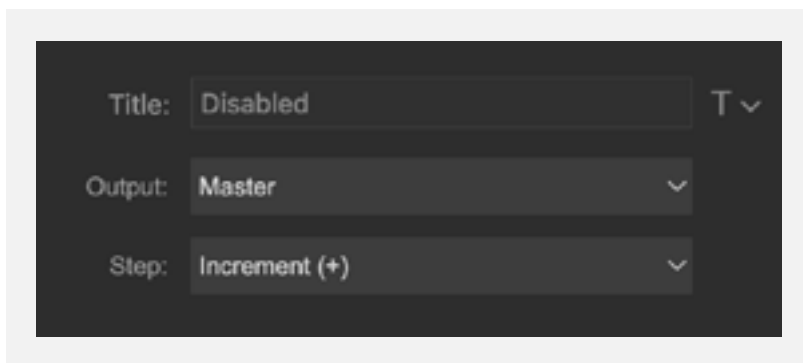 Title: Disabled T
Output: Master
Step: Increment (+)